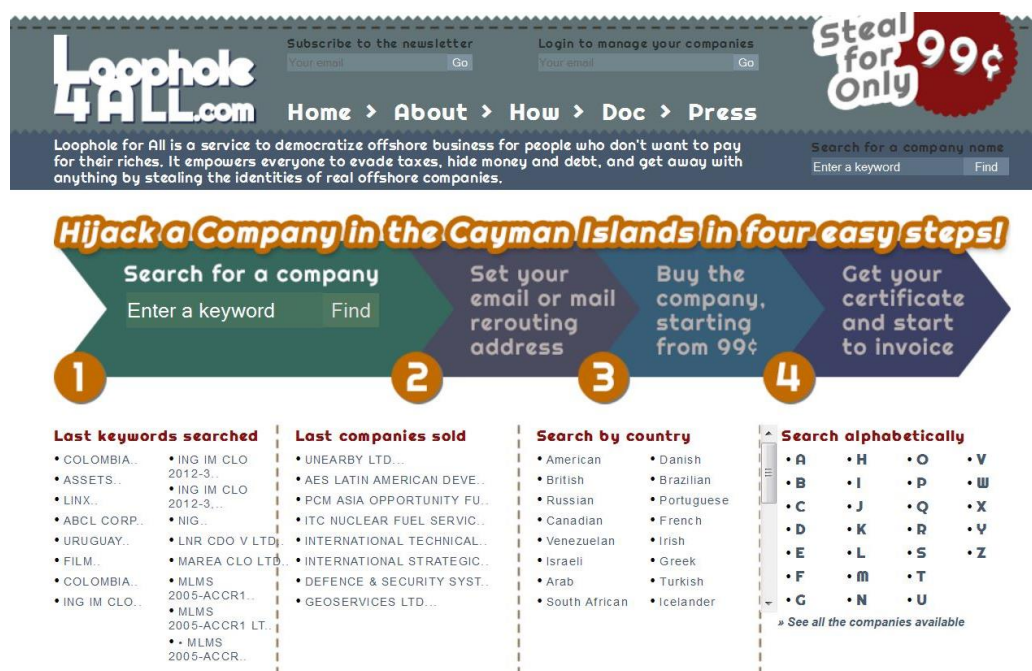 Loophole
4ALL.com
Subscribe to the newsletter
Your email
Go
Login to manage your companies
Your email
Go
Steal
for
Only
99¢
Home > About > How > Doc > Press
Loophole for All is a service to democratize offshore business for people who don't want to pay
for their riches. It empowers everyone to evade taxes, hide money and debt, and get away with
anything by stealing the identities of real offshore companies.
Search for a company name
Enter a keyword
Find
Hijack a Company in the Cayman Islands in four easy steps!
Search for a company
Enter a keyword
Find
1
Set your
email or mail
rerouting
address
2
Buy the
company,
starting
from 99¢
3
Get your
certificate
and start
to invoice
4
Last keywords searched
• COLOMBIA..
• ASSETS..
• LINX..
• ABCL CORP..
• URUGUAY..
• FILM..
• COLOMBIA..
• ING IM CLO..
• ING IM CLO
2012-3..
• ING IM CLO
2012-3,..
• NIG..
• LNR CDO V LTD..
• MAREA CLO LTD..
• MLMS
2005-ACCR1..
• MLMS
2005-ACCR1 LT..
• • MLMS
2005-ACCR..
Last companies sold
• UNEARBY LTD...
• AES LATIN AMERICAN DEVE..
• PCM ASIA OPPORTUNITY FU..
• ITC NUCLEAR FUEL SERVIC..
• INTERNATIONAL TECHNICAL..
• INTERNATIONAL STRATEGIC..
• DEFENCE & SECURITY SYST..
• GEOSERVICES LTD...
Search by country
• American
• British
• Russian
• Canadian
• Venezuelan
• Israeli
• Arab
• South African
• Danish
• Brazilian
• Portuguese
• French
• Irish
• Greek
• Turkish
• Icelander
Search alphabetically
• A
• B
• C
• D
• E
• F
• G
• H
• I
• J
• K
• L
• M
• N
• O
• P
• Q
• R
• S
• T
• U
• V
• W
• X
• Y
• Z
» See all the companies available